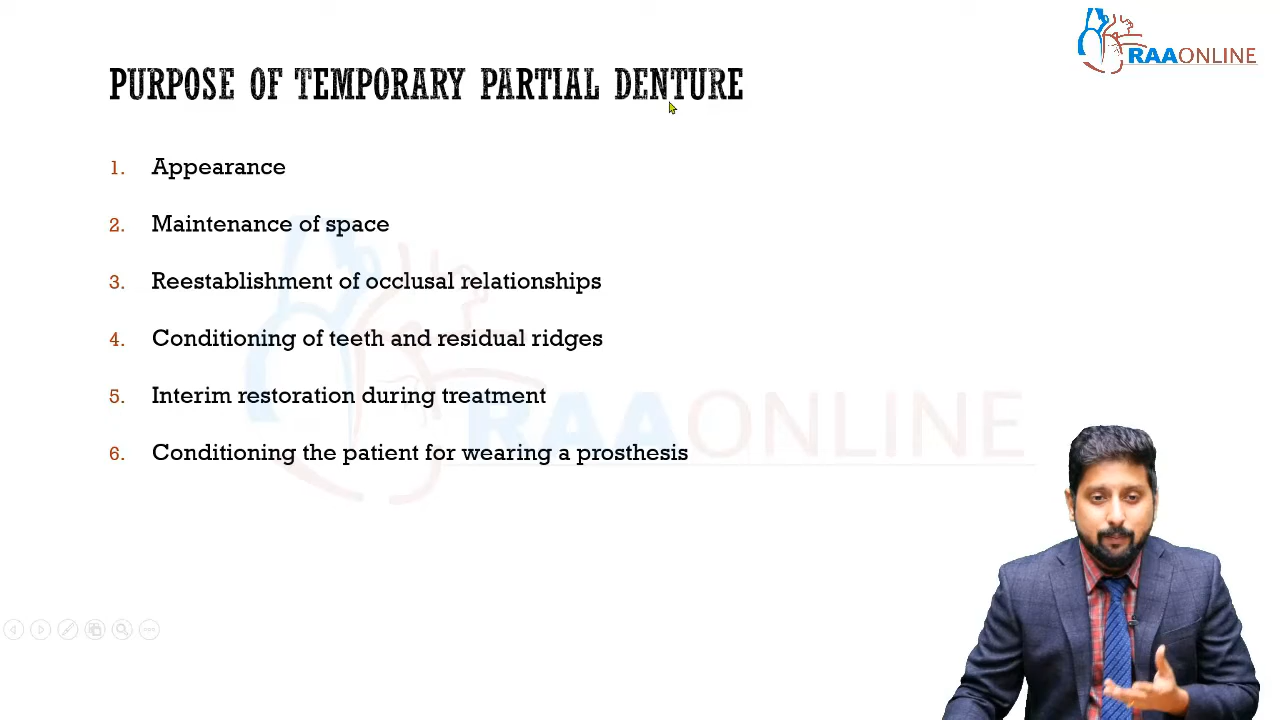 RAAONLINE
PURPOSE OF TEMPORARY PARTIAL DENTURE
1. Appearance
2. Maintenance of space
3. Reestablishment of occlusal relationships
4. Conditioning of teeth and residual ridges
5. Interim restoration during treatment
6. Conditioning the patient for wearing a prosthesis
RAAONLINE